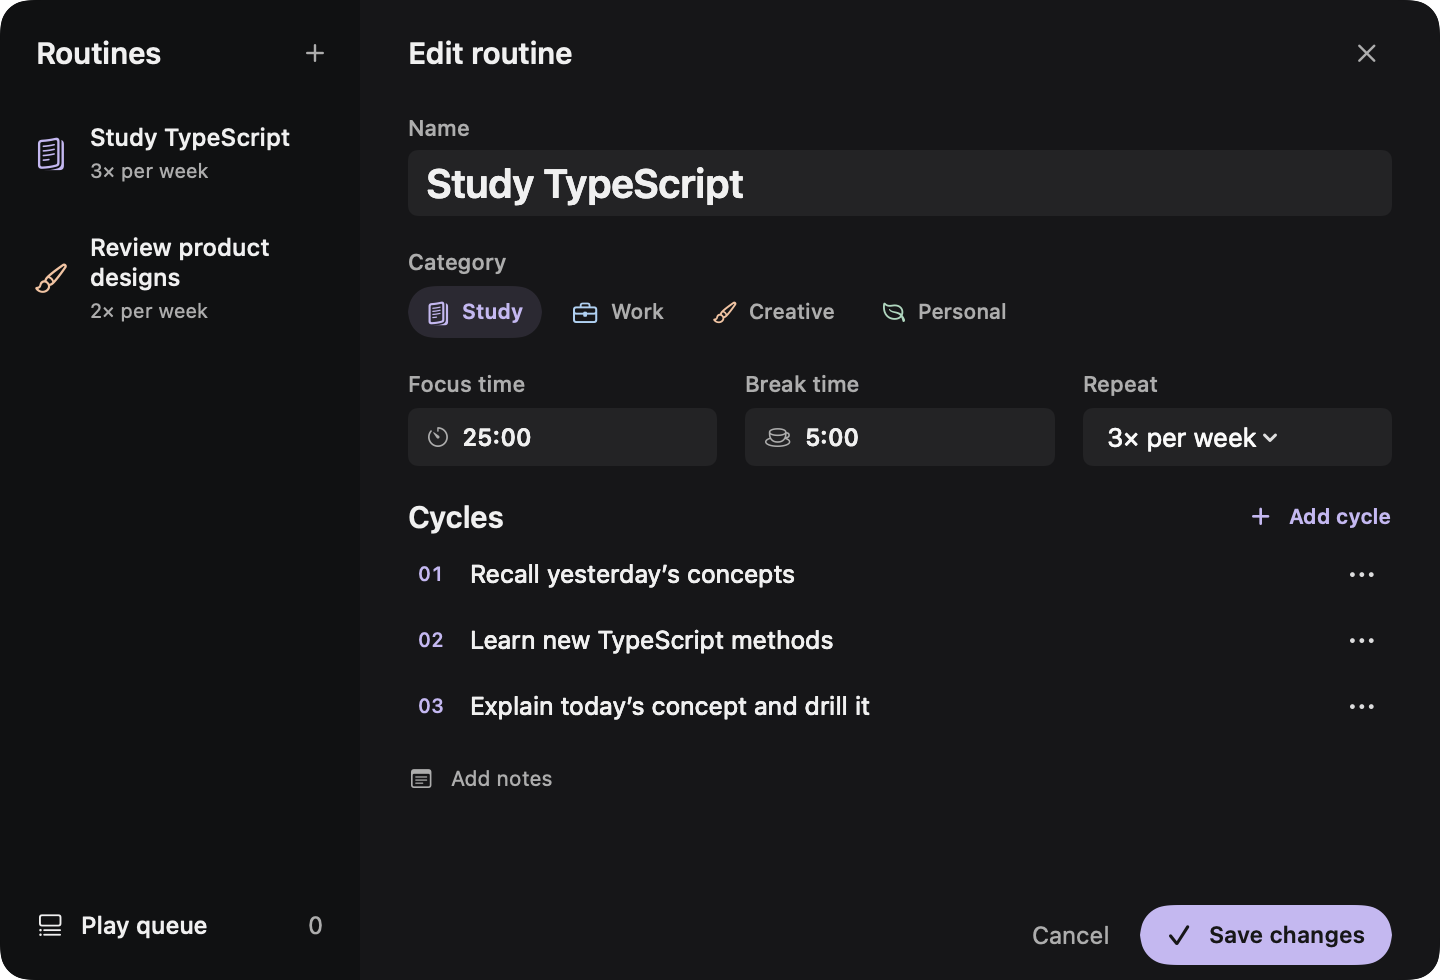 Routines
Study TypeScript
3× per week
Review product
designs
2× per week
Play queue 0
Edit routine
Name
Study TypeScript
Category
Study Work Creative Personal
Focus time Break time Repeat
25:00 5:00 3× per week
Cycles Add cycle
01 Recall yesterday’s concepts
02 Learn new TypeScript methods
03 Explain today’s concept and drill it
Add notes
Cancel Save changes